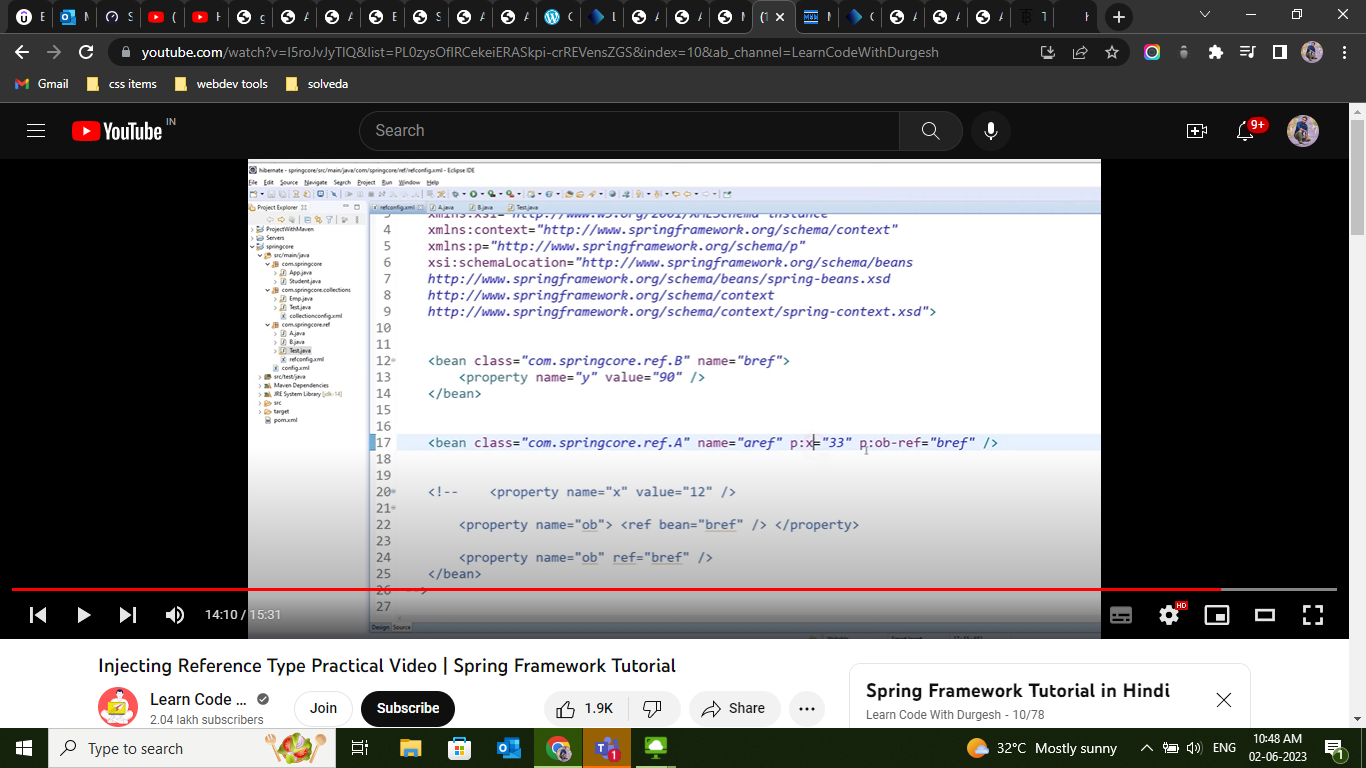 youtube.com/watch?v=I5roJvJyTlQ&list=PL0zysOflRCekeiERASkpi-crREVensZGS&index=10&ab_channel=LearnCodeWithDurgesh
Gmail css items webdev tools solveda
YouTube IN
Search
9+
hibernate - springcore/src/main/java/com/springcore/ref/refconfig.xml - Eclipse IDE
File Edit Source Navigate Search Project Run Window Help
Project Explorer
refconfig.xml A.java B.java Test.java
ProjectWithMaven
Servers
springcore
src/main/java
com.springcore
App.java
Student.java
com.springcore.collections
Emp.java
Test.java
collectionconfig.xml
com.springcore.ref
A.java
B.java
Test.java
refconfig.xml
config.xml
src/test/java
Maven Dependencies
JRE System Library [jdk-14]
src
target
pom.xml
3 xmlns:xsi="http://www.w3.org/2001/XMLSchema-instance"
4 xmlns:context="http://www.springframework.org/schema/context"
5 xmlns:p="http://www.springframework.org/schema/p"
6 xsi:schemaLocation="http://www.springframework.org/schema/beans
7 http://www.springframework.org/schema/beans/spring-beans.xsd
8 http://www.springframework.org/schema/context
9 http://www.springframework.org/schema/context/spring-context.xsd">
10
11
12 <bean class="com.springcore.ref.B" name="bref">
13 <property name="y" value="90" />
14 </bean>
15
16
17 <bean class="com.springcore.ref.A" name="aref" p:x="33" p:ob-ref="bref" />
18
19
20 <!-- <property name="x" value="12" />
21
22 <property name="ob"> <ref bean="bref" /> </property>
23
24 <property name="ob" ref="bref" />
25 </bean>
26
27
Design Source
14:10 / 15:31
HD
Injecting Reference Type Practical Video | Spring Framework Tutorial
Learn Code ...
2.04 lakh subscribers
Join
Subscribe
1.9K
Share
Spring Framework Tutorial in Hindi
Learn Code With Durgesh - 10/78
Type to search
1
32°C Mostly sunny
ENG
10:48 AM
02-06-2023
1